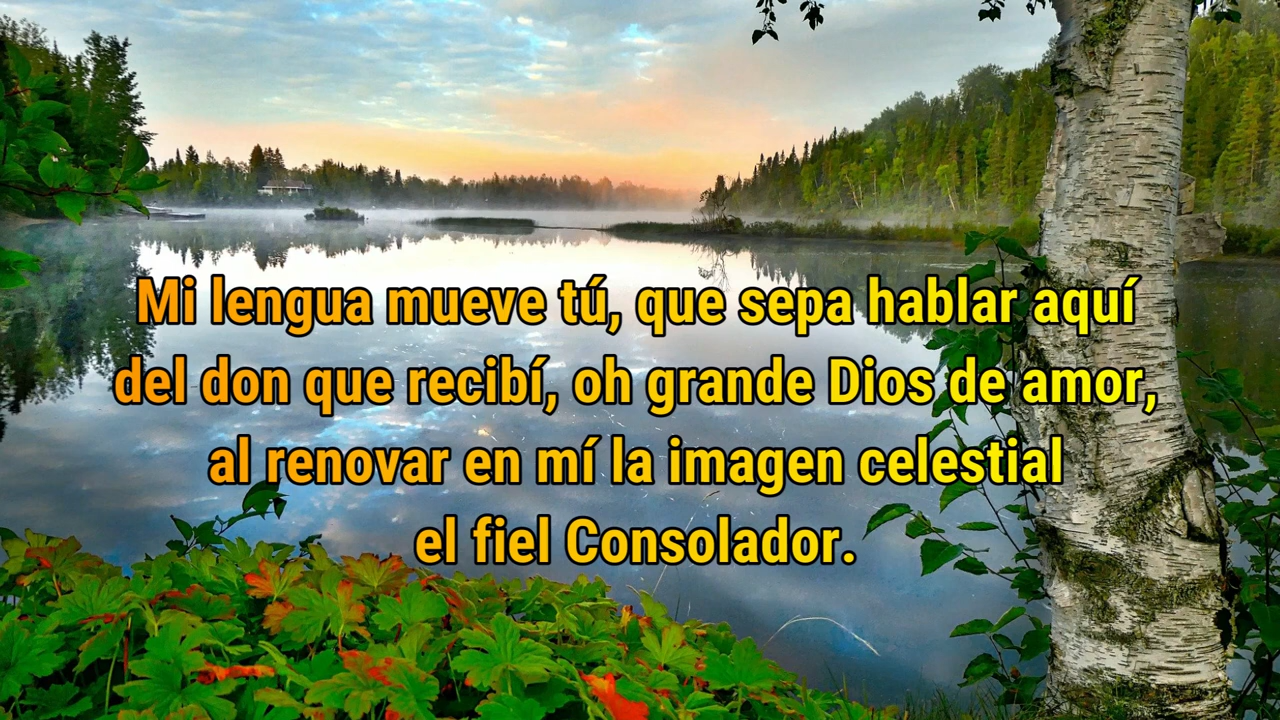 Mi lengua mueve tú, que sepa hablar aquí
del don que recibí, oh grande Dios de amor,
al renovar en mí la imagen celestial
el fiel Consolador.